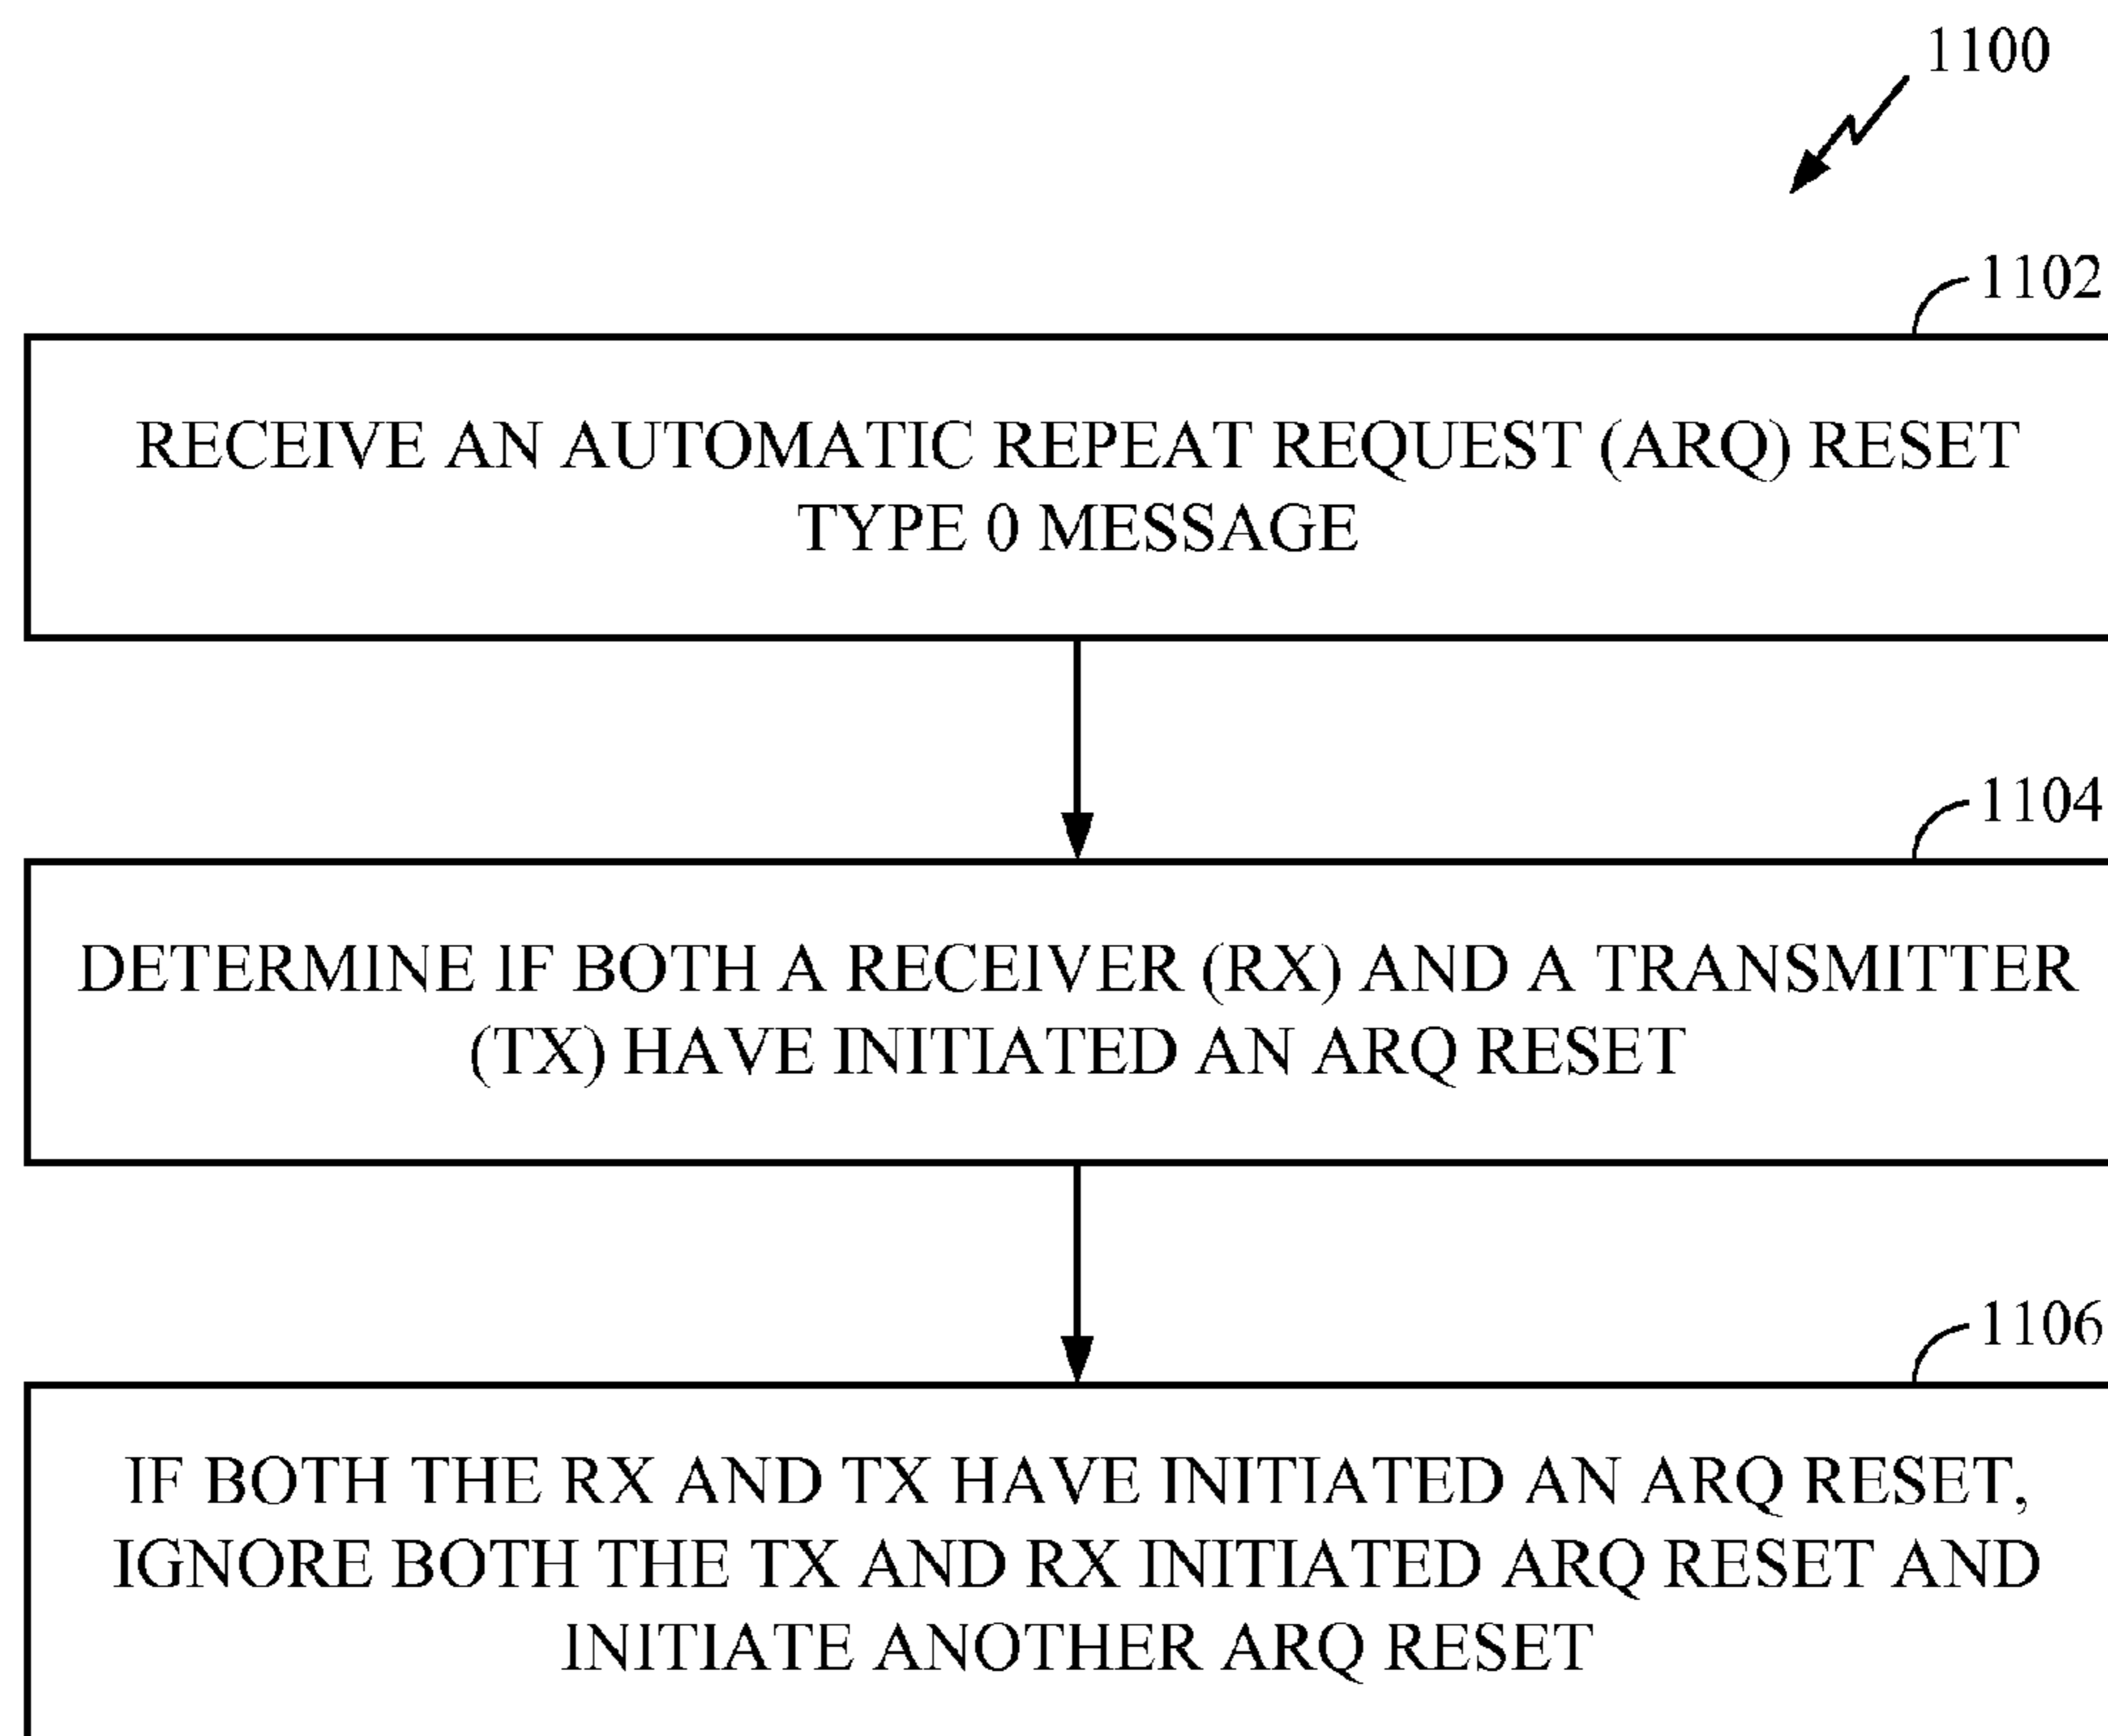 1100
1102
RECEIVE AN AUTOMATIC REPEAT REQUEST (ARQ) RESET
TYPE 0 MESSAGE
1104
DETERMINE IF BOTH A RECEIVER (RX) AND A TRANSMITTER
(TX) HAVE INITIATED AN ARQ RESET
1106
IF BOTH THE RX AND TX HAVE INITIATED AN ARQ RESET,
IGNORE BOTH THE TX AND RX INITIATED ARQ RESET AND
INITIATE ANOTHER ARQ RESET